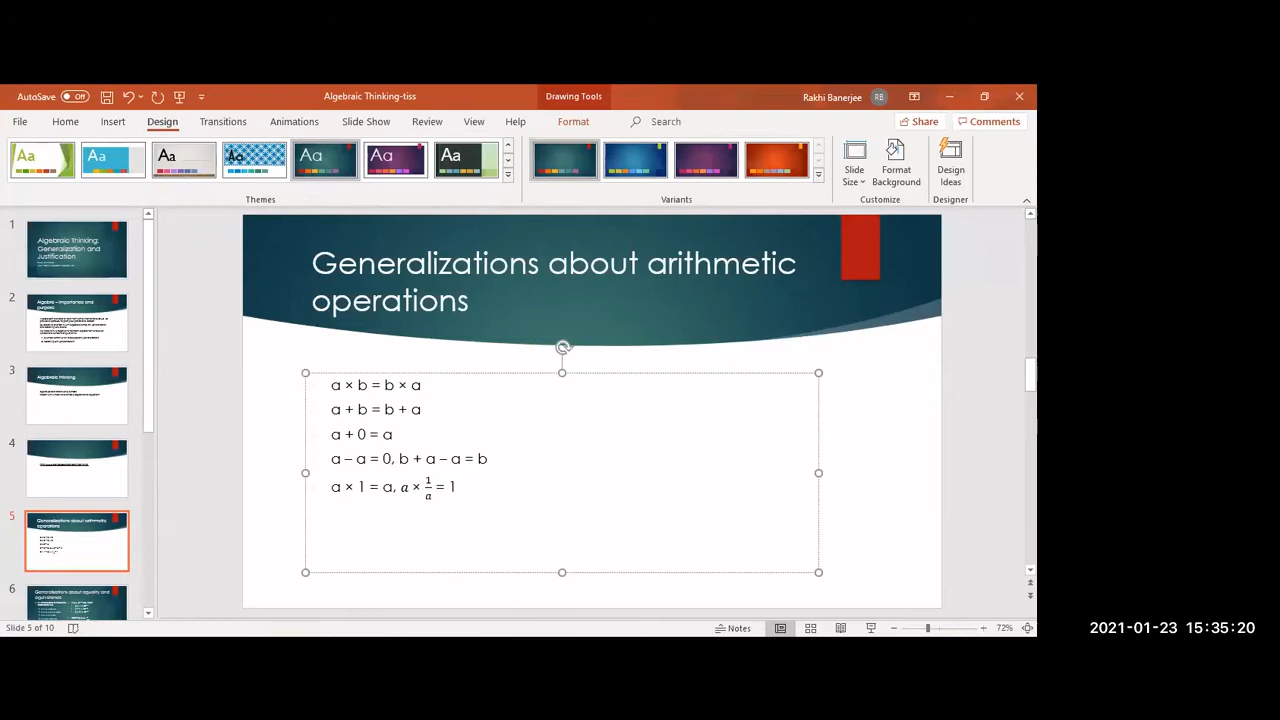 AutoSave Off Algebraic Thinking-tiss Drawing Tools Rakhi Banerjee RB
File Home Insert Design Transitions Animations Slide Show Review View Help Format Search Share Comments
Aa Aa Aa Aa Aa Aa Aa
Slide Size Format Background Design Ideas
Themes Variants Customize Designer
1
Algebraic Thinking:
Generalization and
Justification
2
Algebra – importance and
purpose
3
Algebraic thinking
4
5
Generalizations about arithmetic
operations
6
Generalizations about equality and
equivalence
Generalizations about arithmetic
operations
a × b = b × a
a + b = b + a
a + 0 = a
a – a = 0, b + a – a = b
a × 1 = a, a × 1/a = 1
Slide 5 of 10 Notes 72%
2021-01-23 15:35:20